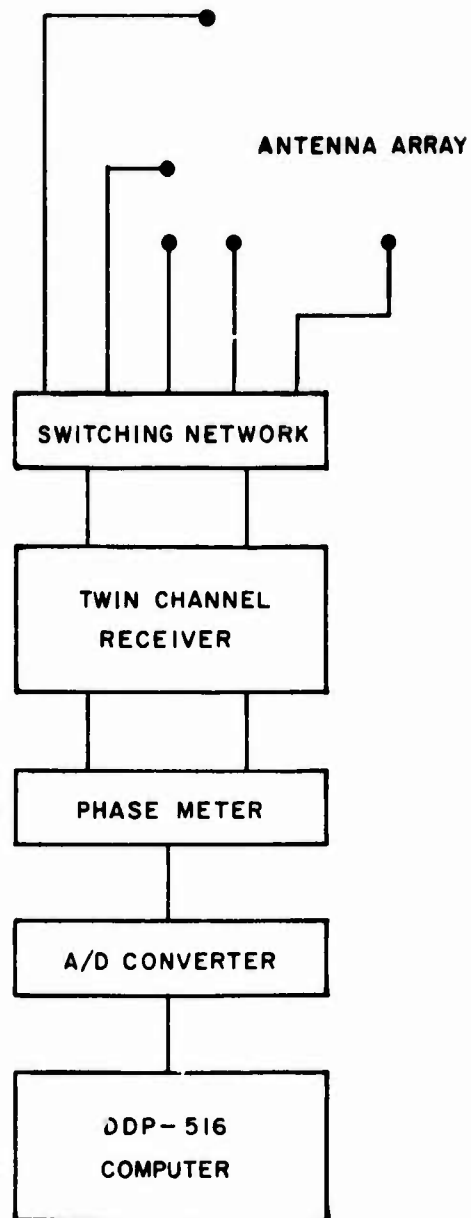 ANTENNA ARRAY
SWITCHING NETWORK
TWIN CHANNEL
RECEIVER
PHASE METER
A/D CONVERTER
DDP-516
COMPUTER